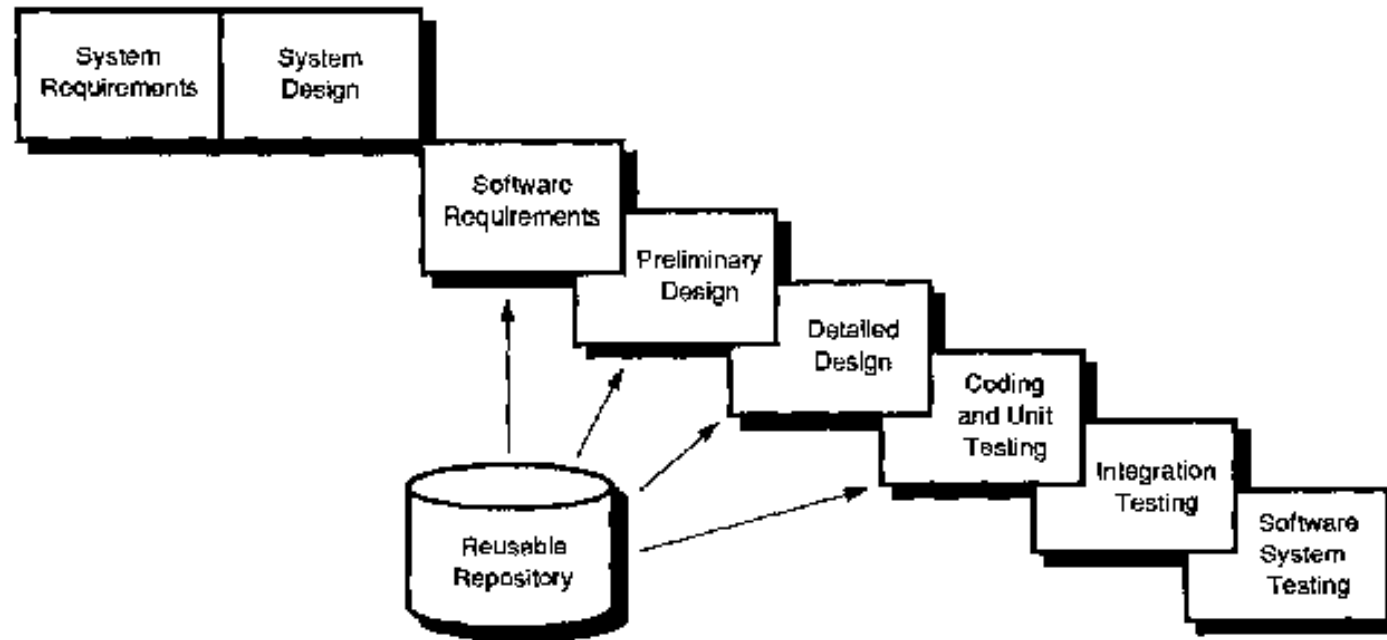 System
Requirements
System
Design
Software
Requirements
Preliminary
Design
Detailed
Design
Coding
and Unit
Testing
Integration
Testing
Software
System
Testing
Reusable
Repository